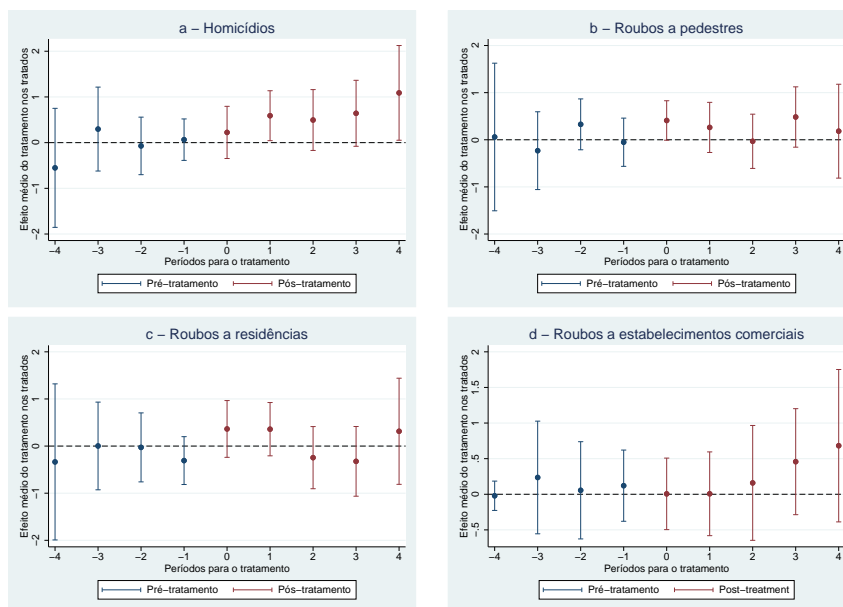 a – Homicídios
Efeito médio do tratamento nos tratados
2
1
0
−1
−2
−4 −3 −2 −1 0 1 2 3 4
Períodos para o tratamento
Pré−tratamento Pós−tratamento
b – Roubos a pedestres
Efeito médio do tratamento nos tratados
2
1
0
−1
−2
−4 −3 −2 −1 0 1 2 3 4
Períodos para o tratamento
Pré−tratamento Pós−tratamento
c – Roubos a residências
Efeito médio do tratamento nos tratados
2
1
0
−1
−2
−4 −3 −2 −1 0 1 2 3 4
Períodos para o tratamento
Pré−tratamento Pós−tratamento
d – Roubos a estabelecimentos comerciais
Efeito médio do tratamento nos tratados
2
1.5
1
.5
0
−.5
−4 −3 −2 −1 0 1 2 3 4
Períodos para o tratamento
Pré−tratamento Post−treatment